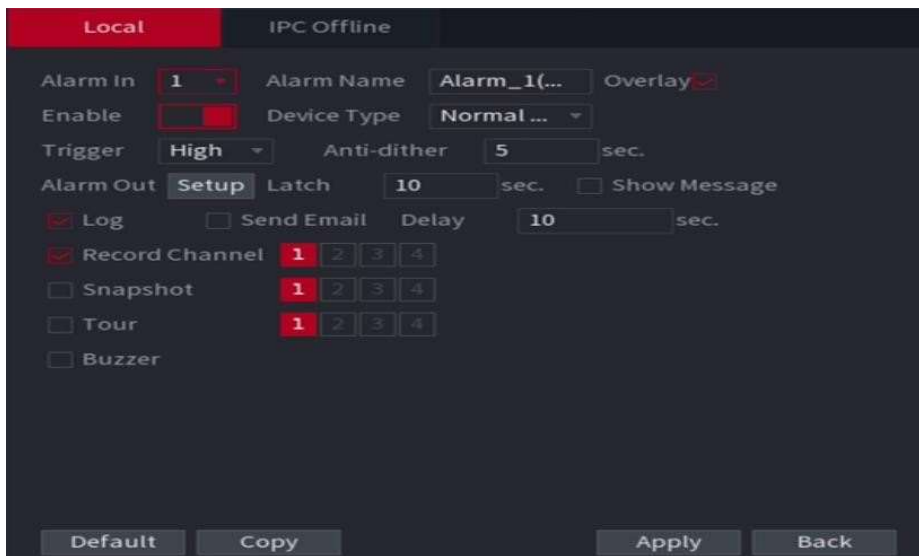 Local IPC Offline
Alarm In 1 Alarm Name Alarm_1(... Overlay
Enable Device Type Normal ...
Trigger High Anti-dither 5 sec.
Alarm Out Setup Latch 10 sec. Show Message
Log Send Email Delay 10 sec.
Record Channel 1 2 3 4
Snapshot 1 2 3 4
Tour 1 2 3 4
Buzzer
Default Copy Apply Back